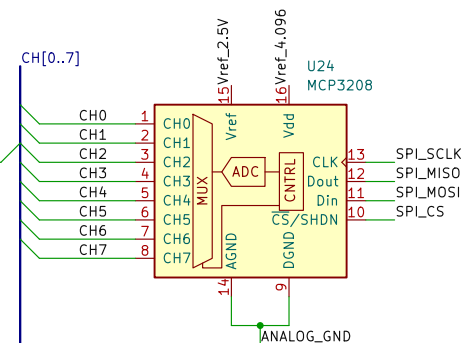 Vref_2.5V
Vref_4.096
CH[0..7]
U24
MCP3208
15
16
CH0 1 CH0
CH1 2 CH1
CH2 3 CH2
CH3 4 CH3
CH4 5 CH4
CH5 6 CH5
CH6 7 CH6
CH7 8 CH7
Vref
Vdd
MUX
ADC
CNTRL
CLK 13 SPI_SCLK
Dout 12 SPI_MISO
Din 11 SPI_MOSI
CS/SHDN 10 SPI_CS
AGND
DGND
14
9
ANALOG_GND